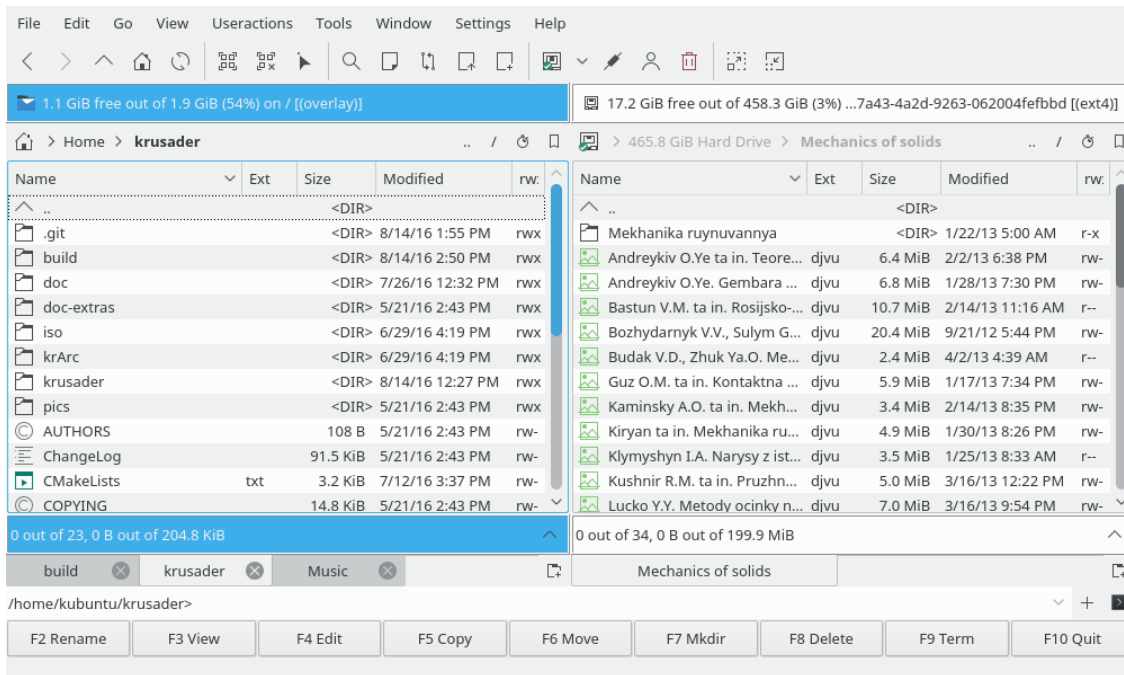 File Edit Go View Useractions Tools Window Settings Help
1.1 GiB free out of 1.9 GiB (54%) on / [(overlay)]
17.2 GiB free out of 458.3 GiB (3%) ...7a43-4a2d-9263-062004fefbbd [(ext4)]
> Home > krusader .. /
> 465.8 GiB Hard Drive > Mechanics of solids .. /
Name Ext Size Modified rw:
.. <DIR>
.git <DIR> 8/14/16 1:55 PM rwx
build <DIR> 8/14/16 2:50 PM rwx
doc <DIR> 7/26/16 12:32 PM rwx
doc-extras <DIR> 5/21/16 2:43 PM rwx
iso <DIR> 6/29/16 4:19 PM rwx
krArc <DIR> 6/29/16 4:19 PM rwx
krusader <DIR> 8/14/16 12:27 PM rwx
pics <DIR> 5/21/16 2:43 PM rwx
AUTHORS 108 B 5/21/16 2:43 PM rw-
ChangeLog 91.5 KiB 5/21/16 2:43 PM rw-
CMakeLists txt 3.2 KiB 7/12/16 3:37 PM rw-
COPYING 14.8 KiB 5/21/16 2:43 PM rw-
Name Ext Size Modified rw:
.. <DIR>
Mekhanika ruynuvannya <DIR> 1/22/13 5:00 AM r-x
Andreykiv O.Ye ta in. Teore... djvu 6.4 MiB 2/2/13 6:38 PM rw-
Andreykiv O.Ye. Gembara ... djvu 6.8 MiB 1/28/13 7:30 PM rw-
Bastun V.M. ta in. Rosijsko-... djvu 10.7 MiB 2/14/13 11:16 AM r--
Bozhydarnyk V.V., Sulym G... djvu 20.4 MiB 9/21/12 5:44 PM rw-
Budak V.D., Zhuk Ya.O. Me... djvu 2.4 MiB 4/2/13 4:39 AM r--
Guz O.M. ta in. Kontaktna ... djvu 5.9 MiB 1/17/13 7:34 PM rw-
Kaminsky A.O. ta in. Mekh... djvu 3.4 MiB 2/14/13 8:35 PM rw-
Kiryan ta in. Mekhanika ru... djvu 4.9 MiB 1/30/13 8:26 PM rw-
Klymyshyn I.A. Narysy z ist... djvu 3.5 MiB 1/25/13 8:33 AM r--
Kushnir R.M. ta in. Pruzhn... djvu 5.0 MiB 3/16/13 12:22 PM rw-
Lucko Y.Y. Metody ocinky n... djvu 7.0 MiB 3/16/13 9:54 PM rw-
0 out of 23, 0 B out of 204.8 KiB
0 out of 34, 0 B out of 199.9 MiB
build krusader Music
Mechanics of solids
/home/kubuntu/krusader>
F2 Rename F3 View F4 Edit F5 Copy F6 Move F7 Mkdir F8 Delete F9 Term F10 Quit